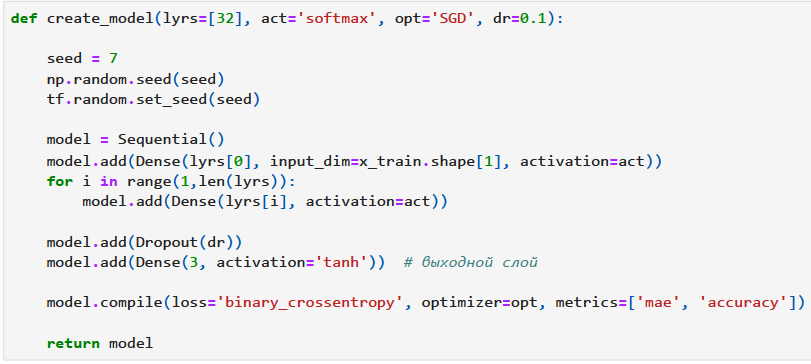 def create_model(lyrs=[32], act='softmax', opt='SGD', dr=0.1):
    seed = 7
    np.random.seed(seed)
    tf.random.set_seed(seed)
    model = Sequential()
    model.add(Dense(lyrs[0], input_dim=x_train.shape[1], activation=act))
    for i in range(1,len(lyrs)):
        model.add(Dense(lyrs[i], activation=act))
    model.add(Dropout(dr))
    model.add(Dense(3, activation='tanh'))  # выходной слой
    model.compile(loss='binary_crossentropy', optimizer=opt, metrics=['mae', 'accuracy'])
    return model